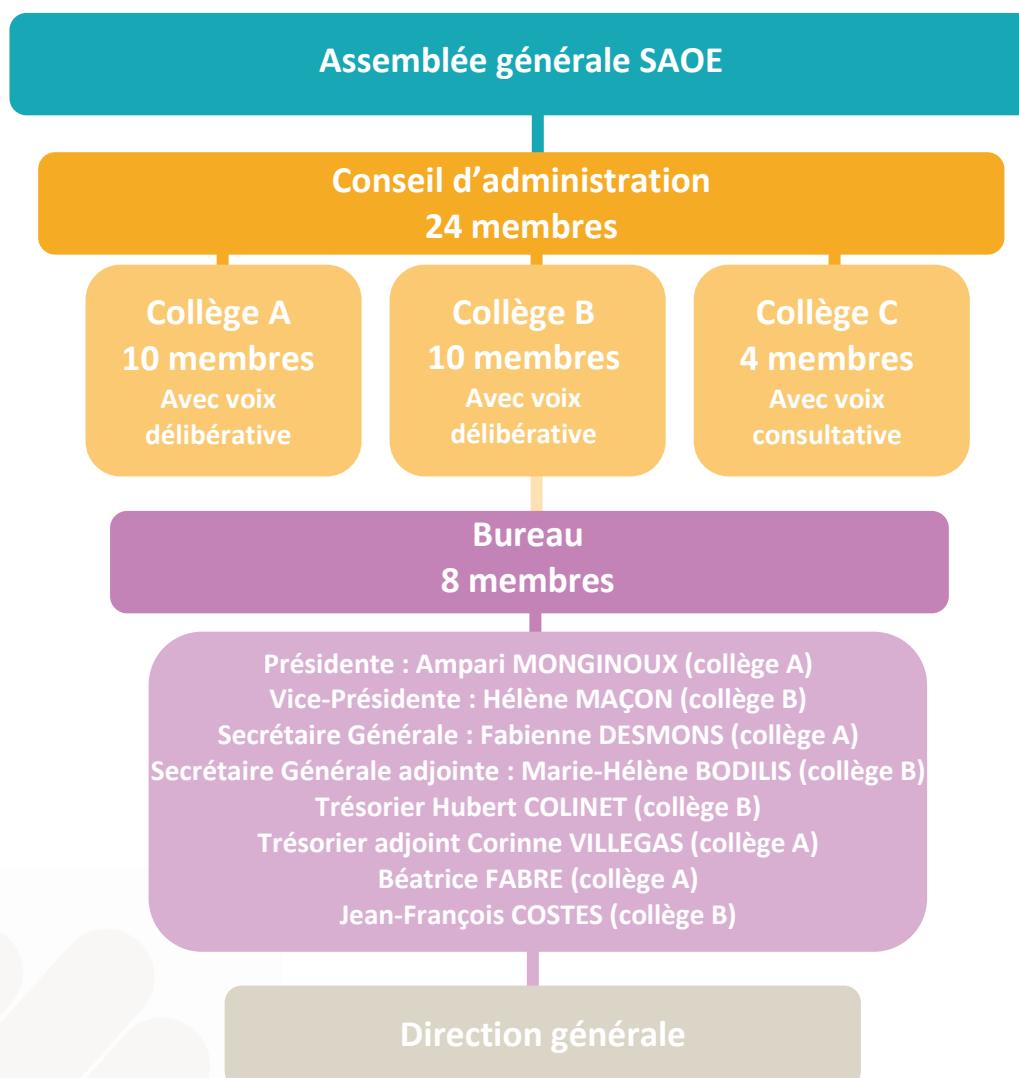 Assemblée générale SAOE
Conseil d’administration
24 membres
Collège A
10 membres
Avec voix
délibérative
Collège B
10 membres
Avec voix
délibérative
Collège C
4 membres
Avec voix
consultative
Bureau
8 membres
Présidente : Ampari MONGINOUX (collège A)
Vice-Présidente : Hélène MAÇON (collège B)
Secrétaire Générale : Fabienne DESMONS (collège A)
Secrétaire Générale adjointe : Marie-Hélène BODILIS (collège B)
Trésorier Hubert COLINET (collège B)
Trésorier adjoint Corinne VILLEGAS (collège A)
Béatrice FABRE (collège A)
Jean-François COSTES (collège B)
Direction générale